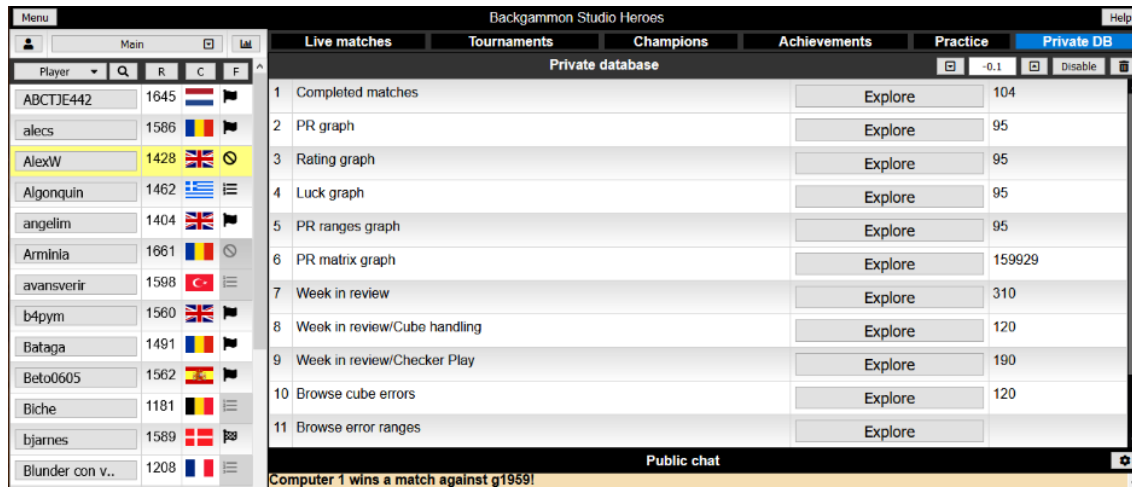 Menu
Backgammon Studio Heroes
Help
Main
Live matches
Tournaments
Champions
Achievements
Practice
Private DB
Player
R
C
F
Private database
-0.1
Disable
ABCTJE442 1645
alecs 1586
AlexW 1428
Algonquin 1462
angelim 1404
Arminia 1661
avansverir 1598
b4pym 1560
Bataga 1491
Beto0605 1562
Biche 1181
bjarnes 1589
Blunder con v.. 1208
1 Completed matches Explore 104
2 PR graph Explore 95
3 Rating graph Explore 95
4 Luck graph Explore 95
5 PR ranges graph Explore 95
6 PR matrix graph Explore 159929
7 Week in review Explore 310
8 Week in review/Cube handling Explore 120
9 Week in review/Checker Play Explore 190
10 Browse cube errors Explore 120
11 Browse error ranges Explore
Public chat
Computer 1 wins a match against g1959!